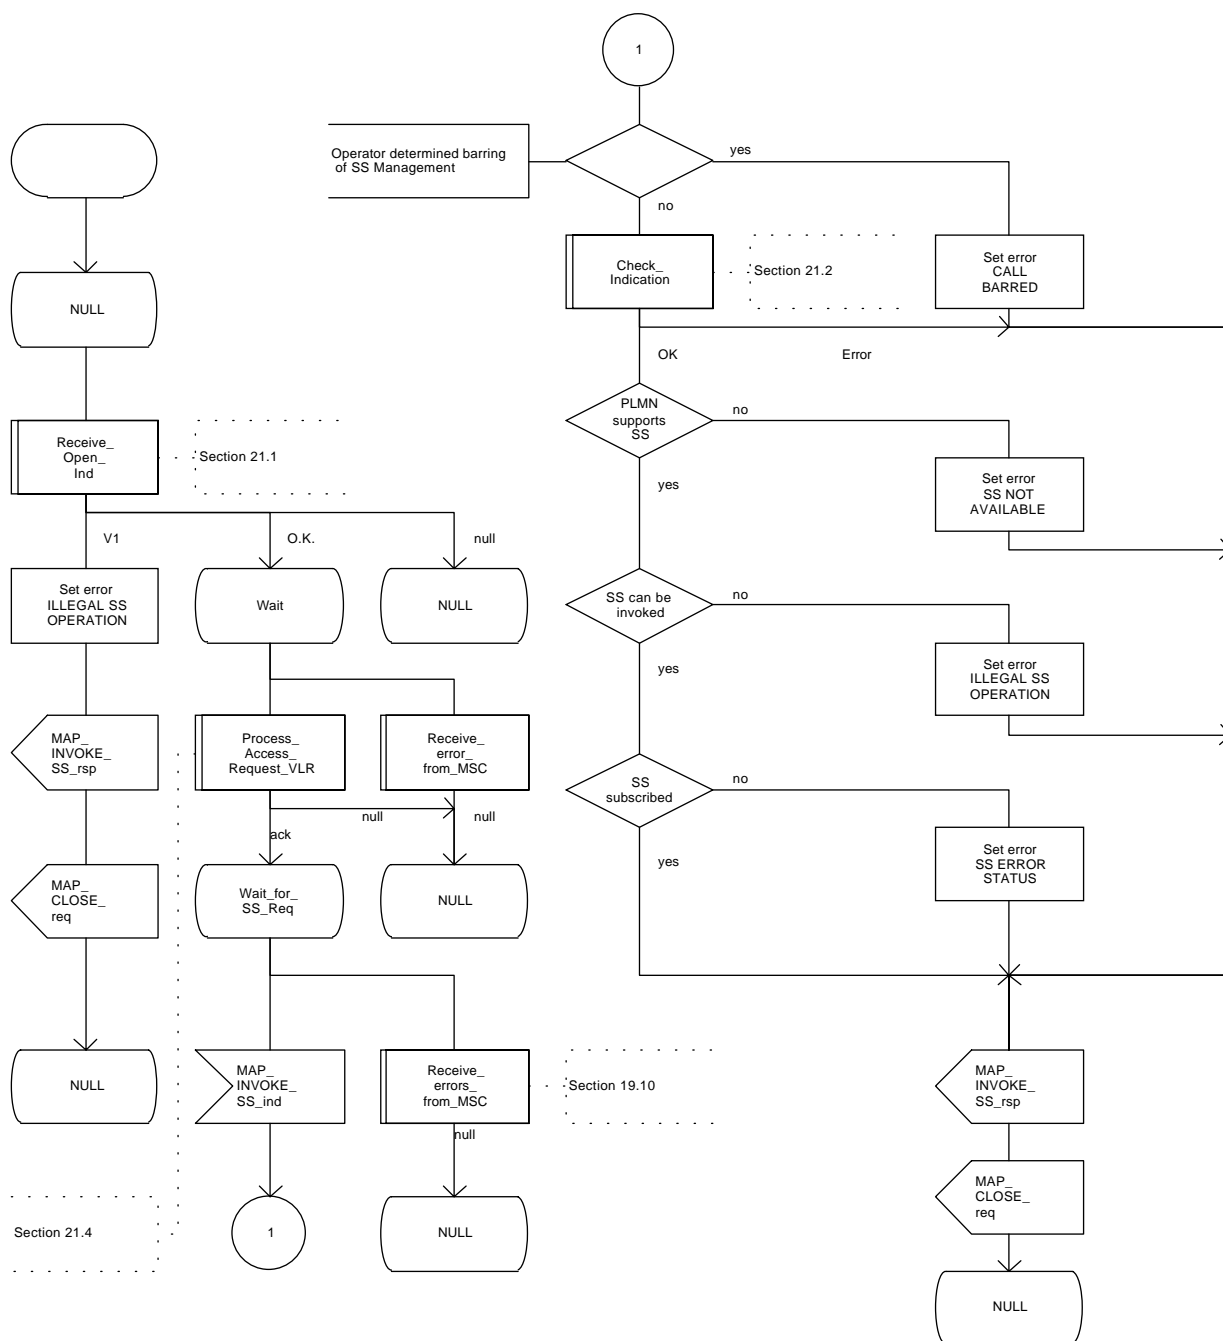 1
Operator determined barring
of SS Management
yes
no
Check_
Indication
Section 21.2
Set error
CALL
BARRED
NULL
OK
Error
PLMN
supports
SS
no
yes
Receive_
Open_
Ind
Section 21.1
Set error
SS NOT
AVAILABLE
V1
O.K.
null
Set error
ILLEGAL SS
OPERATION
Wait
NULL
SS can be
invoked
no
yes
Set error
ILLEGAL SS
OPERATION
MAP_
INVOKE_
SS_rsp
Process_
Access_
Request_VLR
Receive_
error_
from_MSC
SS
subscribed
no
yes
null
null
ack
Set error
SS ERROR
STATUS
MAP_
CLOSE_
req
Wait_for_
SS_Req
NULL
NULL
MAP_
INVOKE_
SS_ind
Receive_
errors_
from_MSC
Section 19.10
MAP_
INVOKE_
SS_rsp
null
Section 21.4
1
NULL
MAP_
CLOSE_
req
NULL